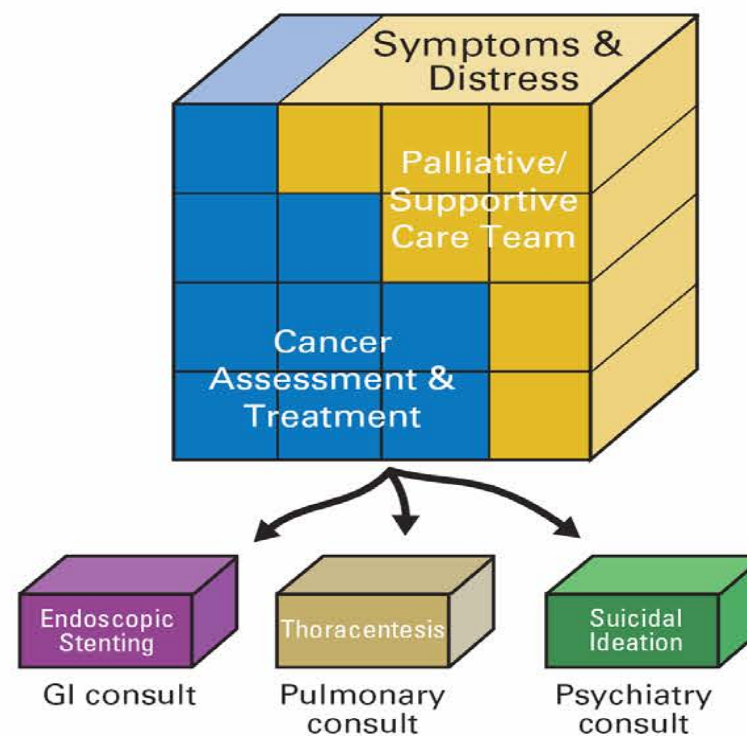 Symptoms &
Distress
Palliative/
Supportive
Care Team
Cancer
Assessment &
Treatment
Endoscopic
Stenting
GI consult
Thoracentesis
Pulmonary
consult
Suicidal
Ideation
Psychiatry
consult